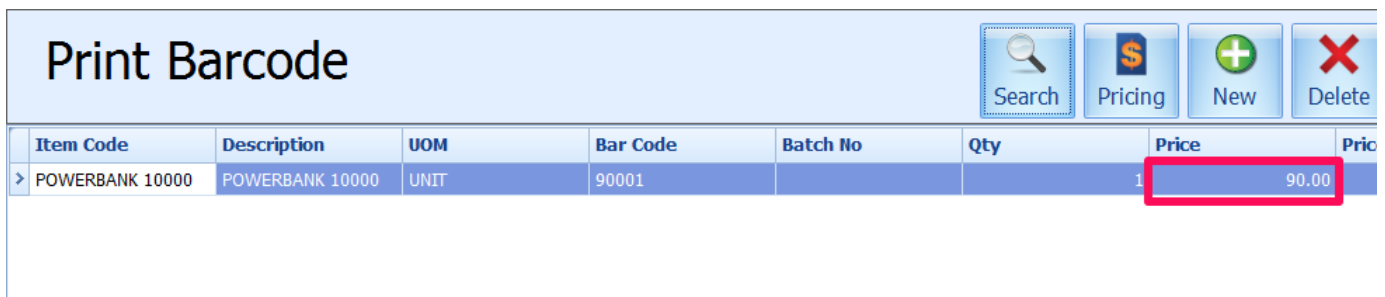 Print Barcode
Search Pricing New Delete
Item Code Description UOM Bar Code Batch No Qty Price
POWERBANK 10000 POWERBANK 10000 UNIT 90001 1 90.00